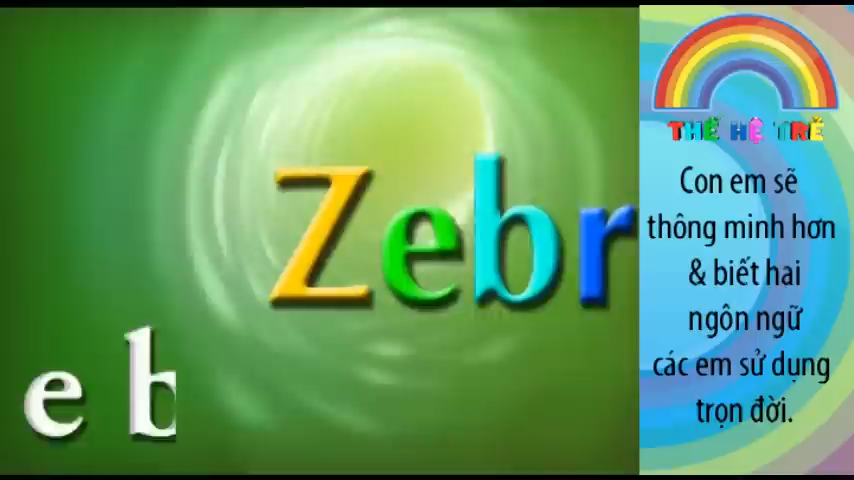 Zebr
e b
THẾ HỆ TRẺ
Con em sẽ
thông minh hơn
& biết hai
ngôn ngữ
các em sử dụng
trọn đời.